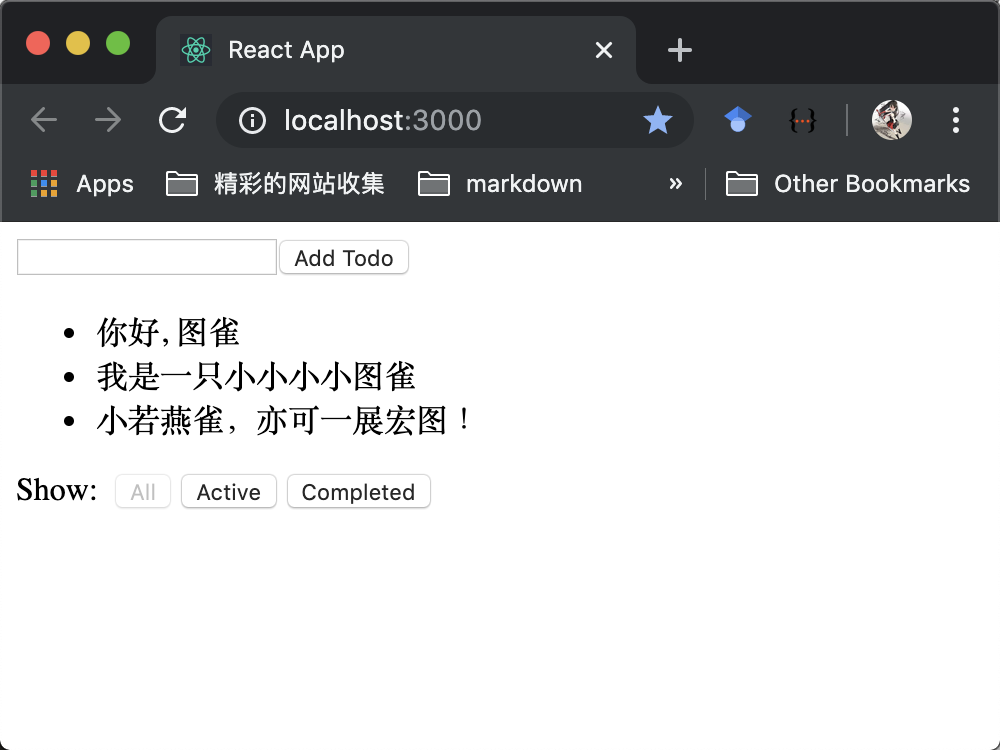 React App
localhost:3000
Apps 精彩的网站收集 markdown » Other Bookmarks
Add Todo
• 你好, 图雀
• 我是一只小小小小图雀
• 小若燕雀，亦可一展宏图！
Show: All Active Completed